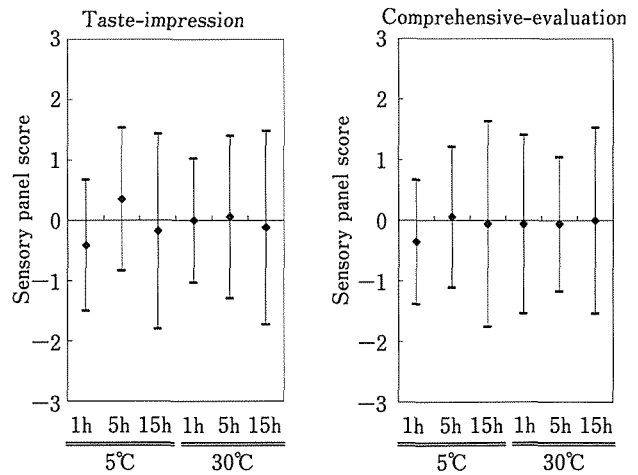 Taste-impression
Sensory panel score
3
2
1
0
−1
−2
−3
1h 5h 15h 1h 5h 15h
5℃ 30℃
Comprehensive-evaluation
Sensory panel score
3
2
1
0
−1
−2
−3
1h 5h 15h 1h 5h 15h
5℃ 30℃